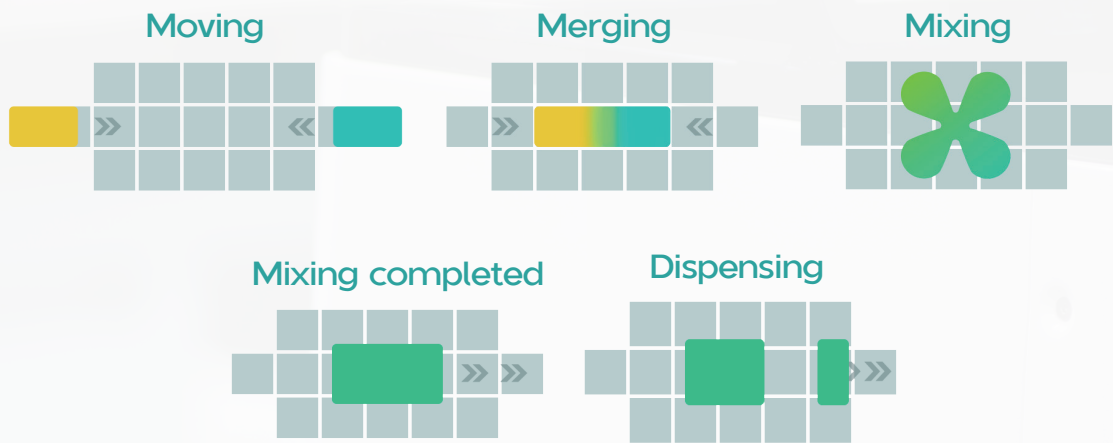 Moving
Merging
Mixing
Mixing completed
Dispensing